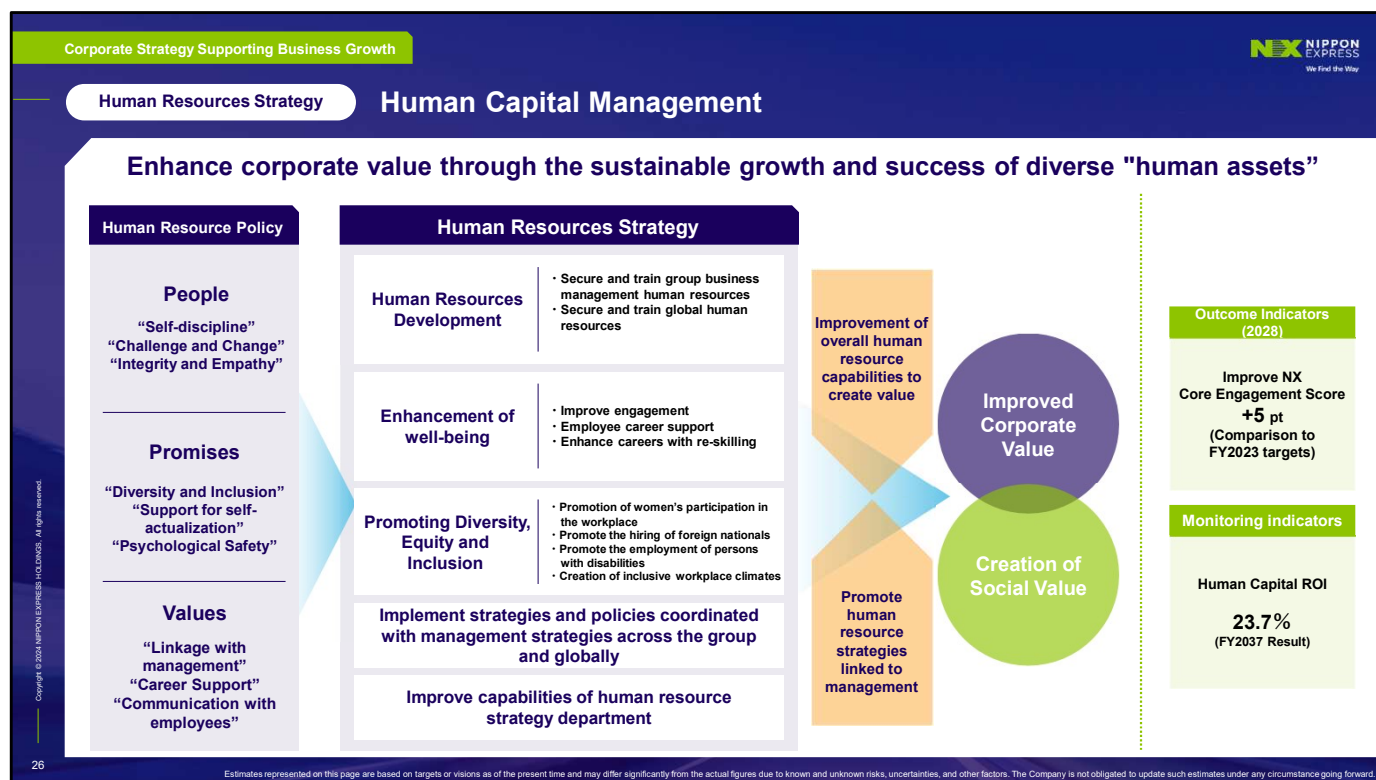 Corporate Strategy Supporting Business Growth
NX NIPPON
EXPRESS
We Find the Way
Human Resources Strategy
Human Capital Management
Enhance corporate value through the sustainable growth and success of diverse "human assets”
Human Resource Policy
People
“Self-discipline”
“Challenge and Change”
“Integrity and Empathy”
Promises
“Diversity and Inclusion”
“Support for self-
actualization”
“Psychological Safety”
Values
“Linkage with
management”
“Career Support”
“Communication with
employees”
Human Resources Strategy
Human Resources
Development
・Secure and train group business
management human resources
・Secure and train global human
resources
Enhancement of
well-being
・Improve engagement
・Employee career support
・Enhance careers with re-skilling
Promoting Diversity,
Equity and
Inclusion
・Promotion of women’s participation in
the workplace
・Promote the hiring of foreign nationals
・Promote the employment of persons
with disabilities
・Creation of inclusive workplace climates
Implement strategies and policies coordinated
with management strategies across the group
and globally
Improve capabilities of human resource
strategy department
Improvement of
overall human
resource
capabilities to
create value
Promote
human
resource
strategies
linked to
management
Improved
Corporate
Value
Creation of
Social Value
Outcome Indicators
(2028)
Improve NX
Core Engagement Score
+5 pt
(Comparison to
FY2023 targets)
Monitoring indicators
Human Capital ROI
23.7%
(FY2037 Result)
Copyright © 2024 NIPPON EXPRESS HOLDINGS. All rights reserved.
26
Estimates represented on this page are based on targets or visions as of the present time and may differ significantly from the actual figures due to known and unknown risks, uncertainties, and other factors. The Company is not obligated to update such estimates under any circumstance going forward.